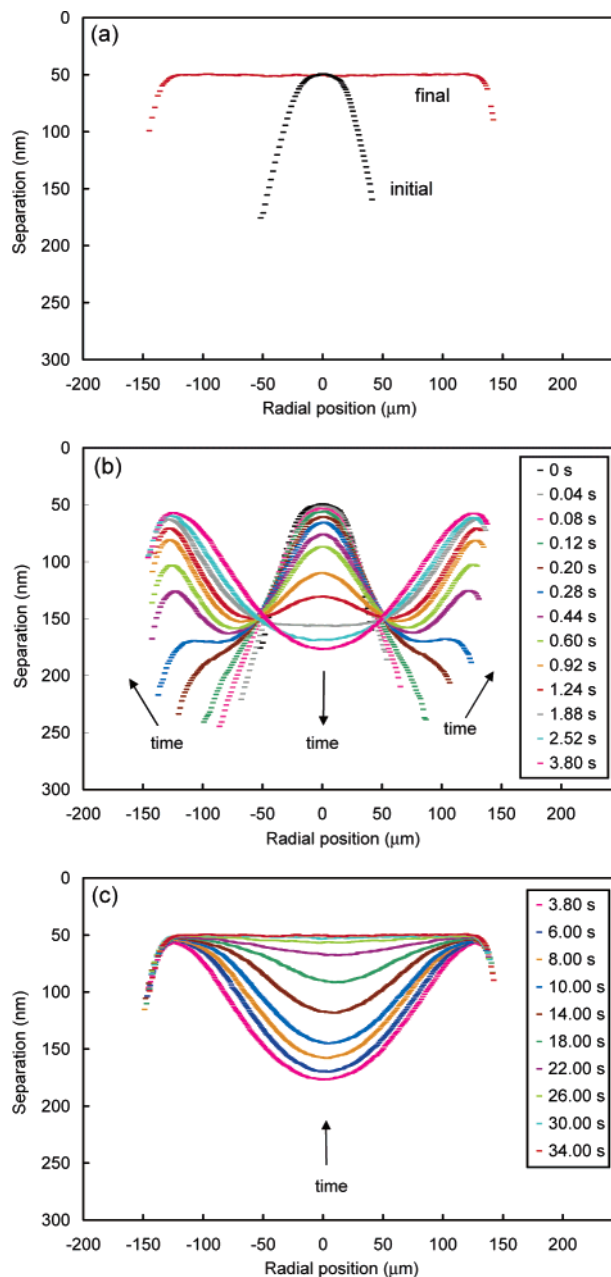 (a)
0
50
100
150
200
250
300
Separation (nm)
final
initial
-200 -150 -100 -50 0 50 100 150 200
Radial position (μm)
(b)
0
50
100
150
200
250
300
Separation (nm)
time
time
time
0 s
0.04 s
0.08 s
0.12 s
0.20 s
0.28 s
0.44 s
0.60 s
0.92 s
1.24 s
1.88 s
2.52 s
3.80 s
-200 -150 -100 -50 0 50 100 150 200
Radial position (μm)
(c)
0
50
100
150
200
250
300
Separation (nm)
time
3.80 s
6.00 s
8.00 s
10.00 s
14.00 s
18.00 s
22.00 s
26.00 s
30.00 s
34.00 s
-200 -150 -100 -50 0 50 100 150 200
Radial position (μm)